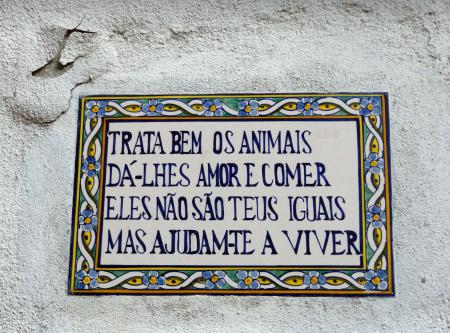 TRATA BEM OS ANIMAIS
DÁ-LHES AMOR E COMER
ELES NÃO SÃO TEUS IGUAIS
MAS AJUDAM-TE A VIVER